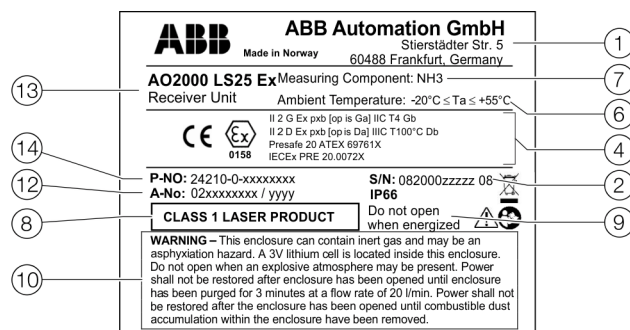 ABB
Made in Norway
ABB Automation GmbH
Stierstädter Str. 5
60488 Frankfurt, Germany
1
AO2000 LS25 Ex
Measuring Component: NH3
7
13
Receiver Unit
Ambient Temperature: -20°C ≤ Ta ≤ +55°C
6
CE
Ex
0158
II 2 G Ex pxb [op is Ga] IIC T4 Gb
II 2 D Ex pxb [op is Da] IIIC T100°C Db
Presafe 20 ATEX 69761X
IECEx PRE 20.0072X
4
14
P-NO: 24210-0-xxxxxxxx
S/N: 082000zzzzz 08
2
12
A-No: 02xxxxxxxx / yyyy
IP66
8
CLASS 1 LASER PRODUCT
Do not open
when energized
9
10
WARNING – This enclosure can contain inert gas and may be an
asphyxiation hazard. A 3V lithium cell is located inside this enclosure.
Do not open when an explosive atmosphere may be present. Power
shall not be restored after enclosure has been opened until enclosure
has been purged for 3 minutes at a flow rate of 20 l/min. Power shall not
be restored after the enclosure has been opened until combustible dust
accumulation within the enclosure have been removed.